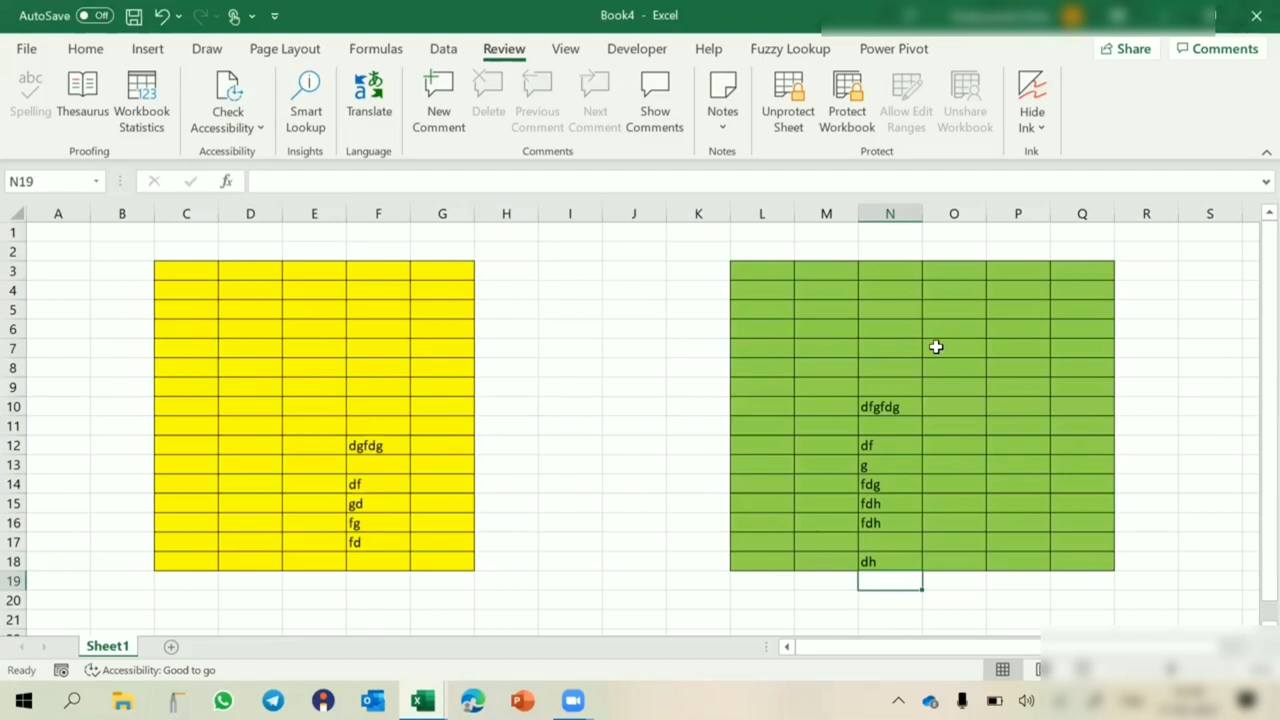 AutoSave Off
Book4 - Excel
File Home Insert Draw Page Layout Formulas Data Review View Developer Help Fuzzy Lookup Power Pivot Share Comments
abc Spelling
Thesaurus
123 Workbook Statistics
Check Accessibility
Smart Lookup
Translate
New Comment
Delete
Previous Comment
Next Comment
Show Comments
Notes
Unprotect Sheet
Protect Workbook
Allow Edit Ranges
Unshare Workbook
Hide Ink
Proofing Accessibility Insights Language Comments Notes Protect Ink
N19 fx
A B C D E F G H I J K L M N O P Q R S
1
2
3
4
5
6
7
8
9
10 dfgfdg
11
12 dgfdg df
13 g
14 df fdg
15 gd fdh
16 fg fdh
17 fd
18 dh
19
20
21
Sheet1
Ready Accessibility: Good to go